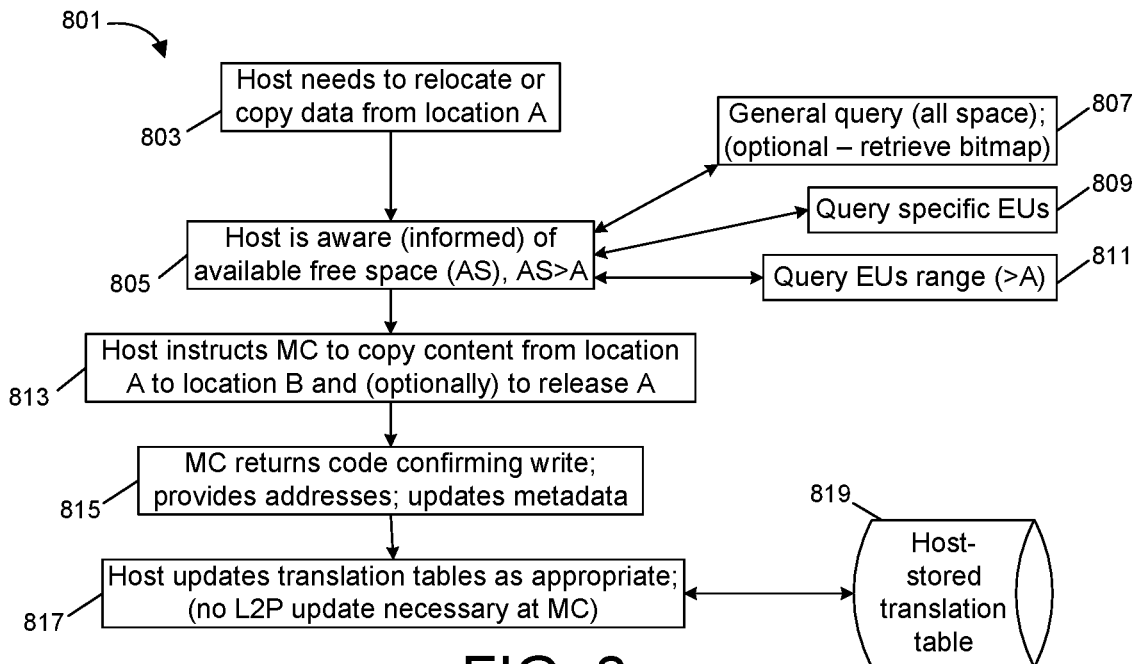 801
Host needs to relocate or
copy data from location A
803
General query (all space);
(optional – retrieve bitmap)
807
Query specific EUs
809
Host is aware (informed) of
available free space (AS), AS>A
805
Query EUs range (>A)
811
Host instructs MC to copy content from location
A to location B and (optionally) to release A
813
MC returns code confirming write;
provides addresses; updates metadata
815
819
Host-
stored
translation
table
Host updates translation tables as appropriate;
(no L2P update necessary at MC)
817